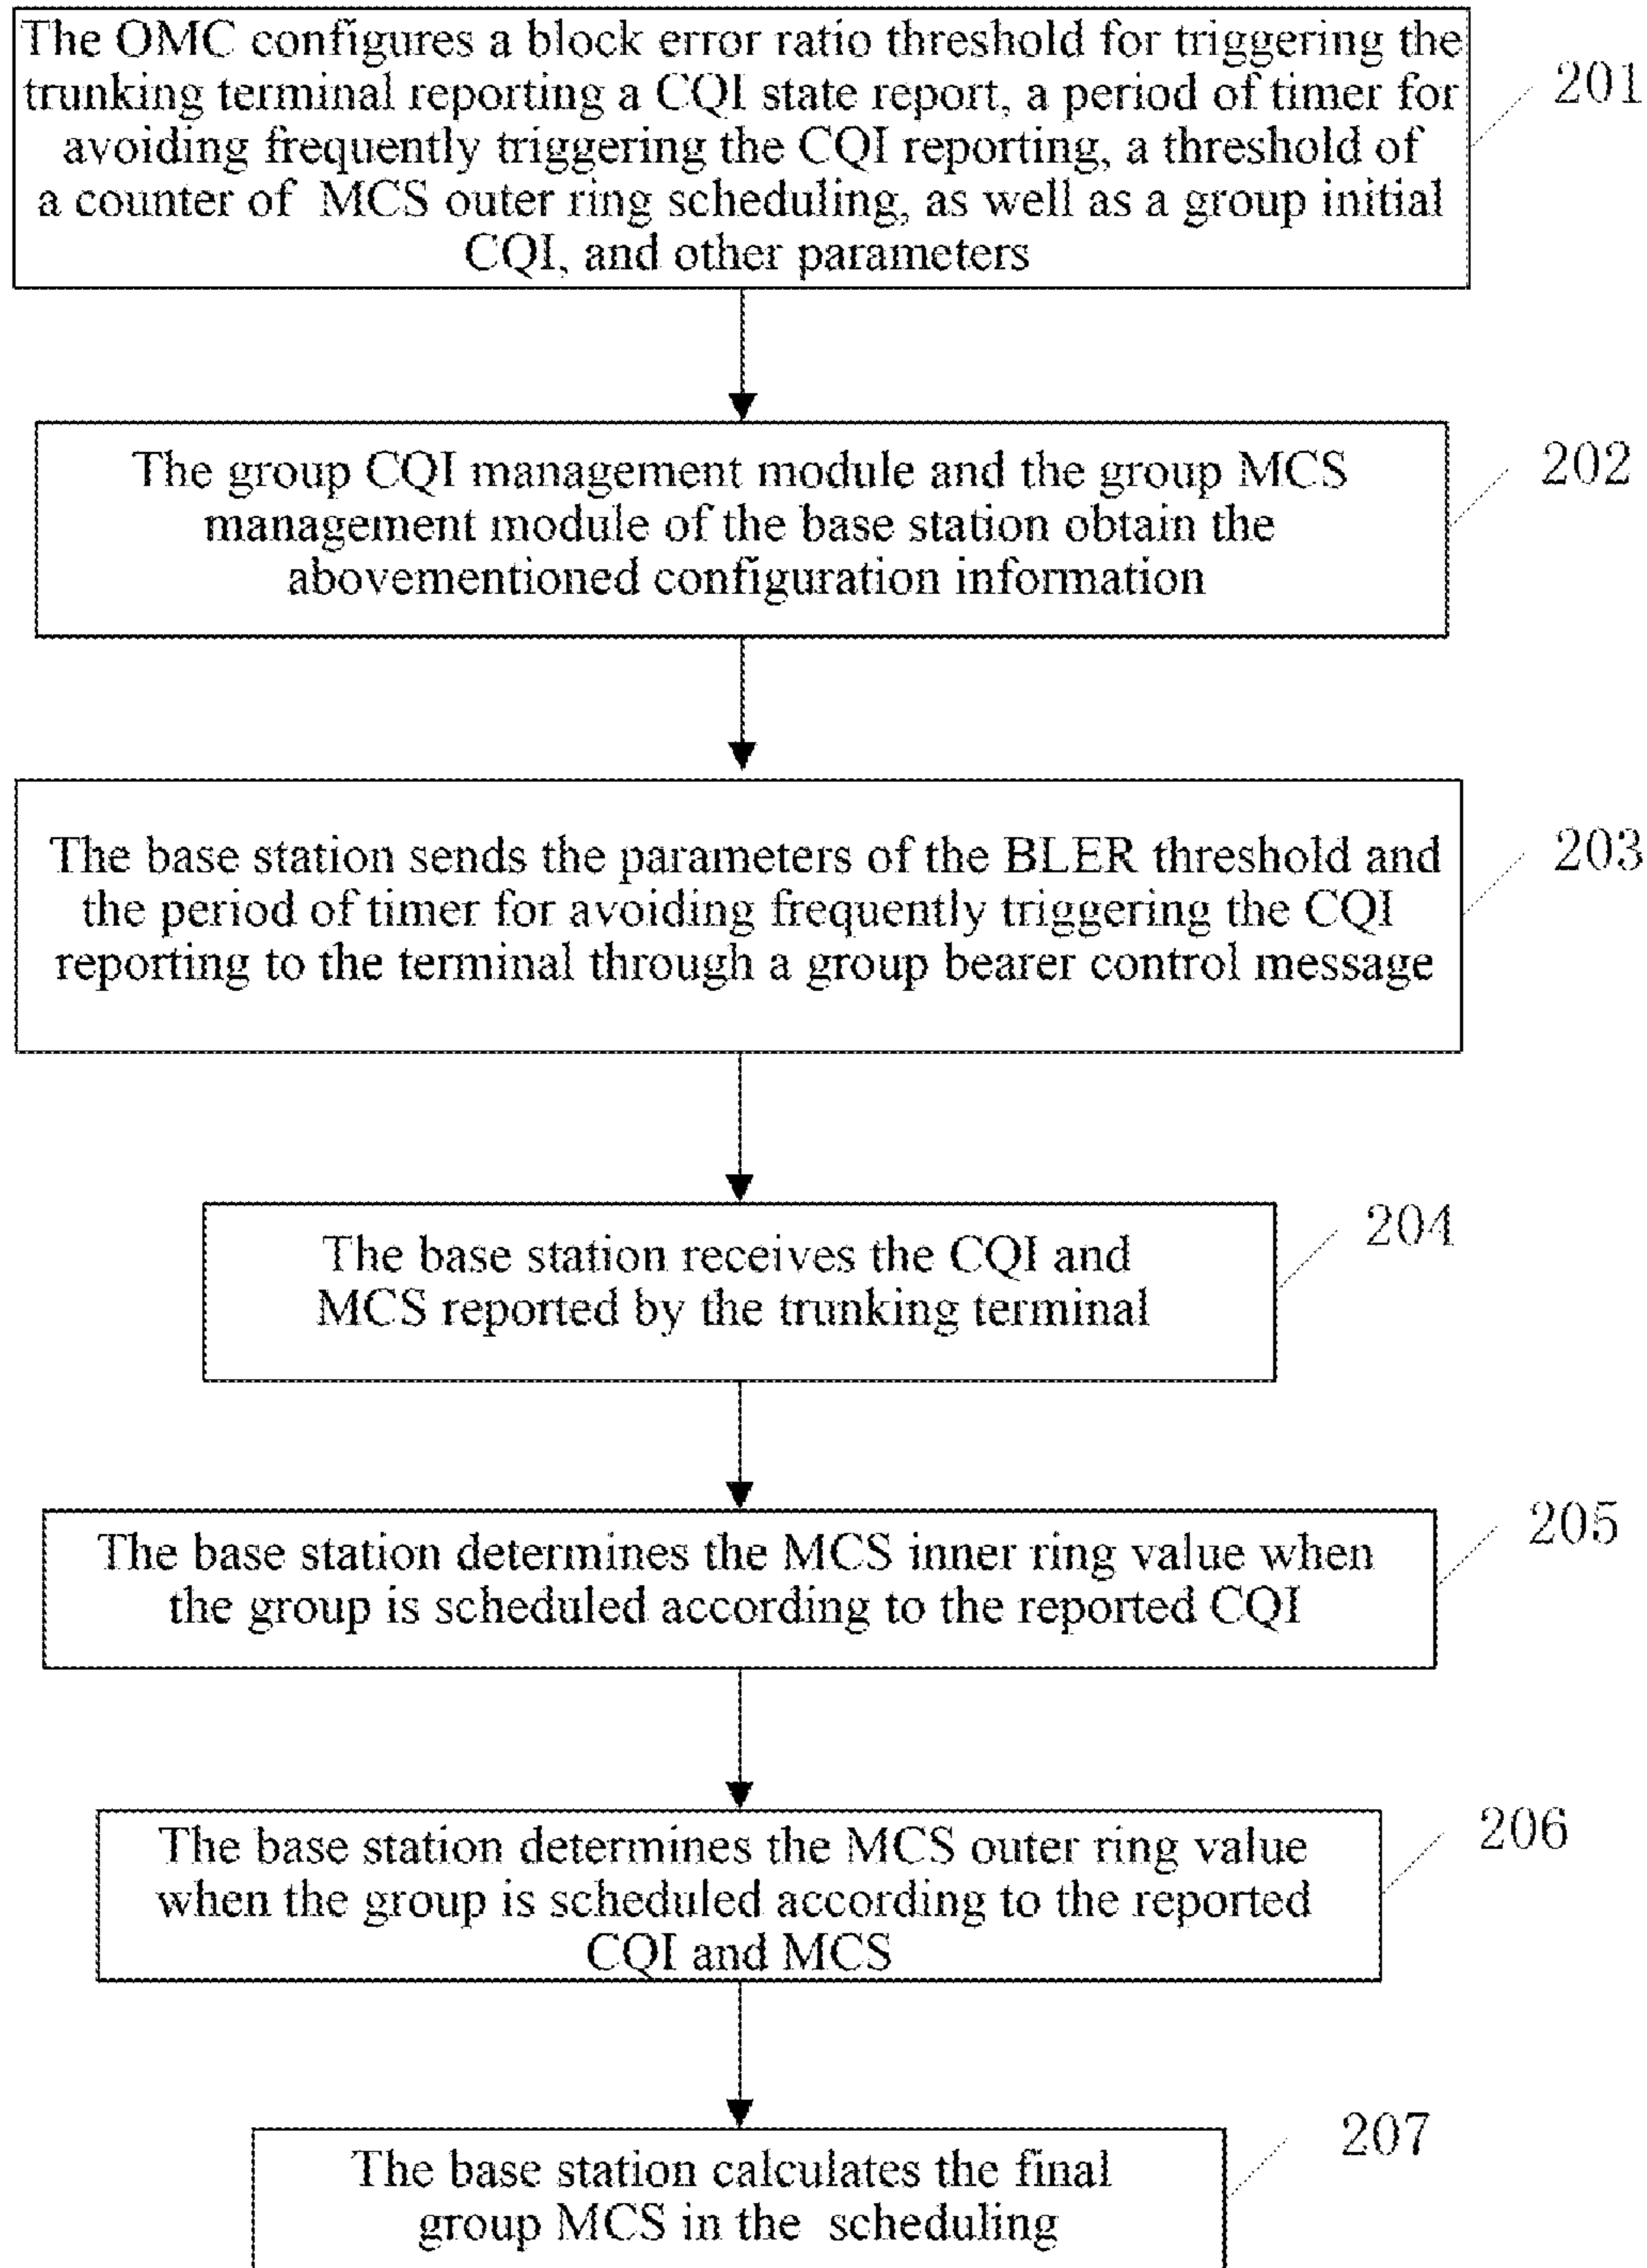 The OMC configures a block error ratio threshold for triggering the
trunking terminal reporting a CQI state report, a period of timer for
avoiding frequently triggering the CQI reporting, a threshold of
a counter of MCS outer ring scheduling, as well as a group initial
CQI, and other parameters
201
The group CQI management module and the group MCS
management module of the base station obtain the
abovementioned configuration information
202
The base station sends the parameters of the BLER threshold and
the period of timer for avoiding frequently triggering the CQI
reporting to the terminal through a group bearer control message
203
The base station receives the CQI and
MCS reported by the trunking terminal
204
The base station determines the MCS inner ring value when
the group is scheduled according to the reported CQI
205
The base station determines the MCS outer ring value
when the group is scheduled according to the reported
CQI and MCS
206
The base station calculates the final
group MCS in the scheduling
207